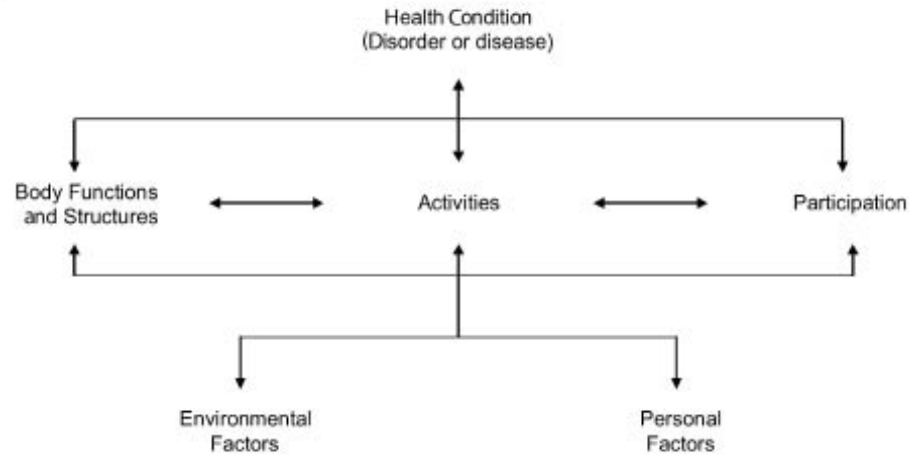 Health Condition
(Disorder or disease)
Body Functions
and Structures
Activities
Participation
Environmental
Factors
Personal
Factors